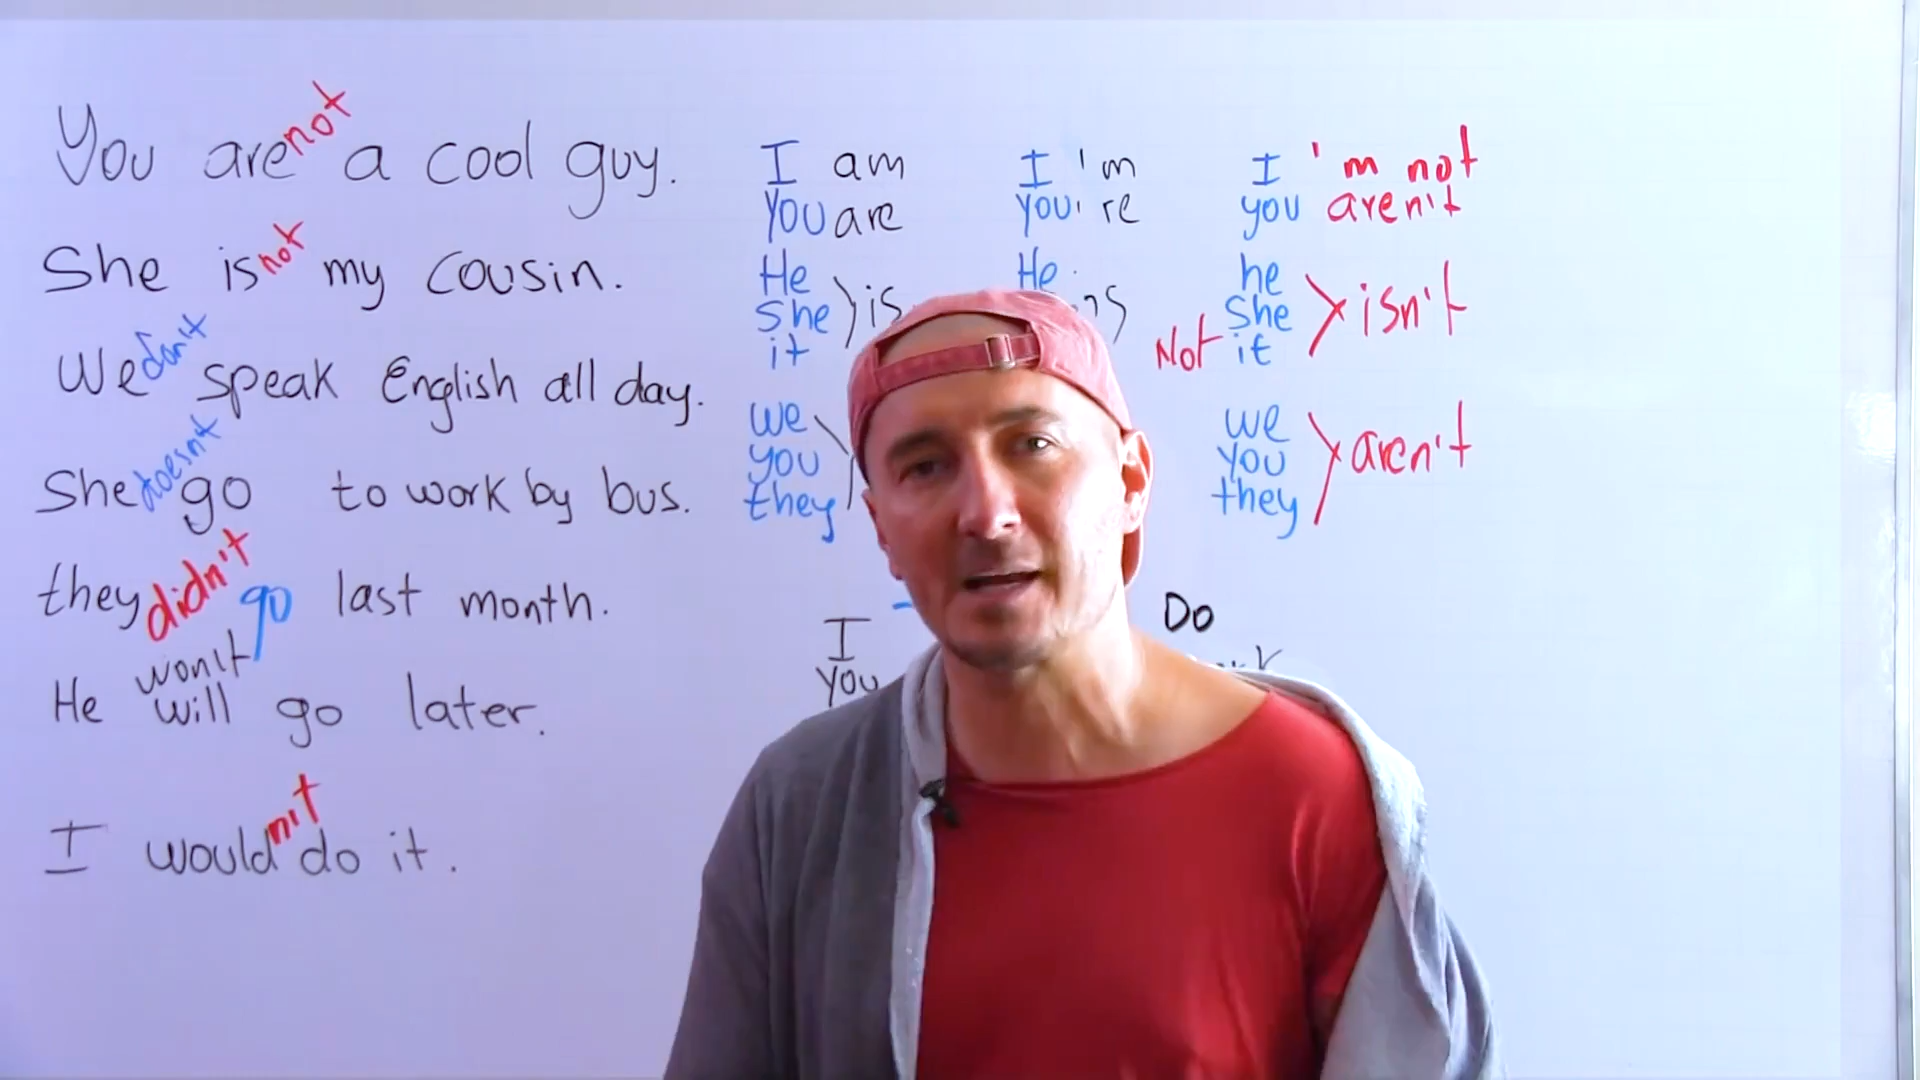 You are not a cool guy.
She is not my cousin.
We don't speak English all day.
She doesn't go to work by bus.
they didn't go last month.
He won't
will go later.
I would n't do it.
I am
you are
He
She
it
is
we
you
they
I 'm
you 're
He
I 'm not
you aren't
he
She
it
Not
isn't
we
you
they
aren't
I
you
Do